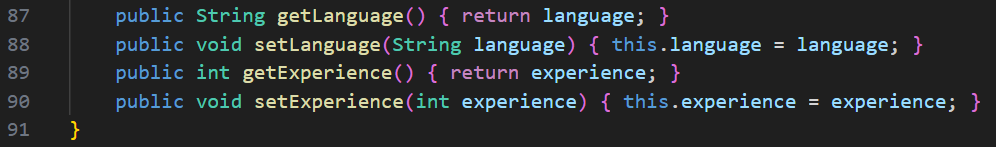 87 public String getLanguage() { return language; }
88 public void setLanguage(String language) { this.language = language; }
89 public int getExperience() { return experience; }
90 public void setExperience(int experience) { this.experience = experience; }
91 }